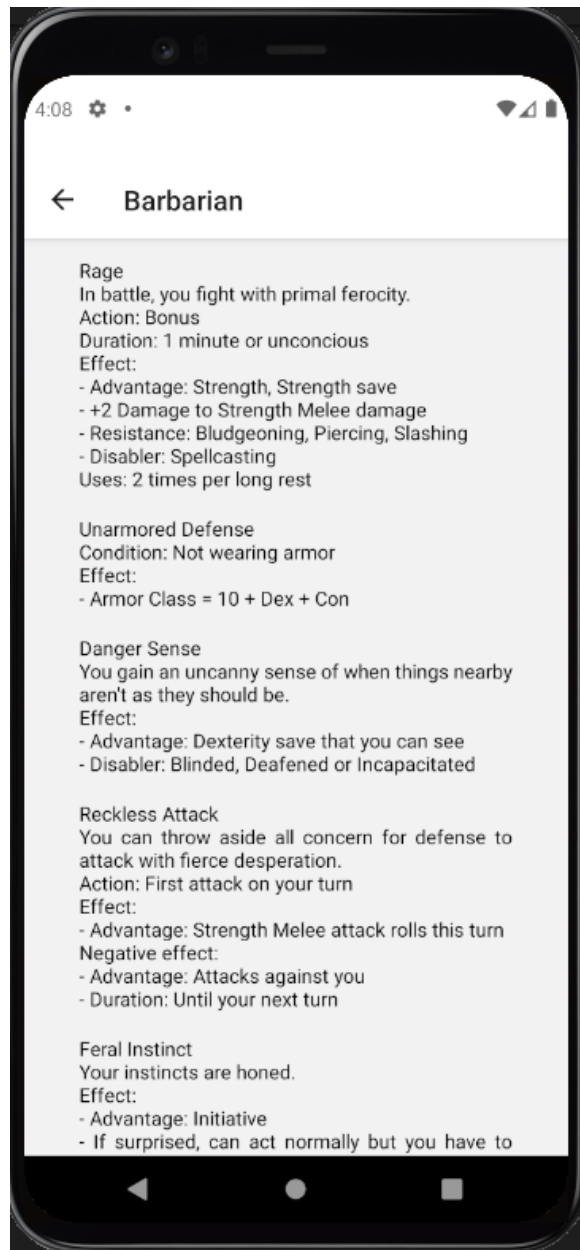 4:08
Barbarian
Rage
In battle, you fight with primal ferocity.
Action: Bonus
Duration: 1 minute or unconcious
Effect:
- Advantage: Strength, Strength save
- +2 Damage to Strength Melee damage
- Resistance: Bludgeoning, Piercing, Slashing
- Disabler: Spellcasting
Uses: 2 times per long rest
Unarmored Defense
Condition: Not wearing armor
Effect:
- Armor Class = 10 + Dex + Con
Danger Sense
You gain an uncanny sense of when things nearby
aren't as they should be.
Effect:
- Advantage: Dexterity save that you can see
- Disabler: Blinded, Deafened or Incapacitated
Reckless Attack
You can throw aside all concern for defense to
attack with fierce desperation.
Action: First attack on your turn
Effect:
- Advantage: Strength Melee attack rolls this turn
Negative effect:
- Advantage: Attacks against you
- Duration: Until your next turn
Feral Instinct
Your instincts are honed.
Effect:
- Advantage: Initiative
- If surprised, can act normally but you have to